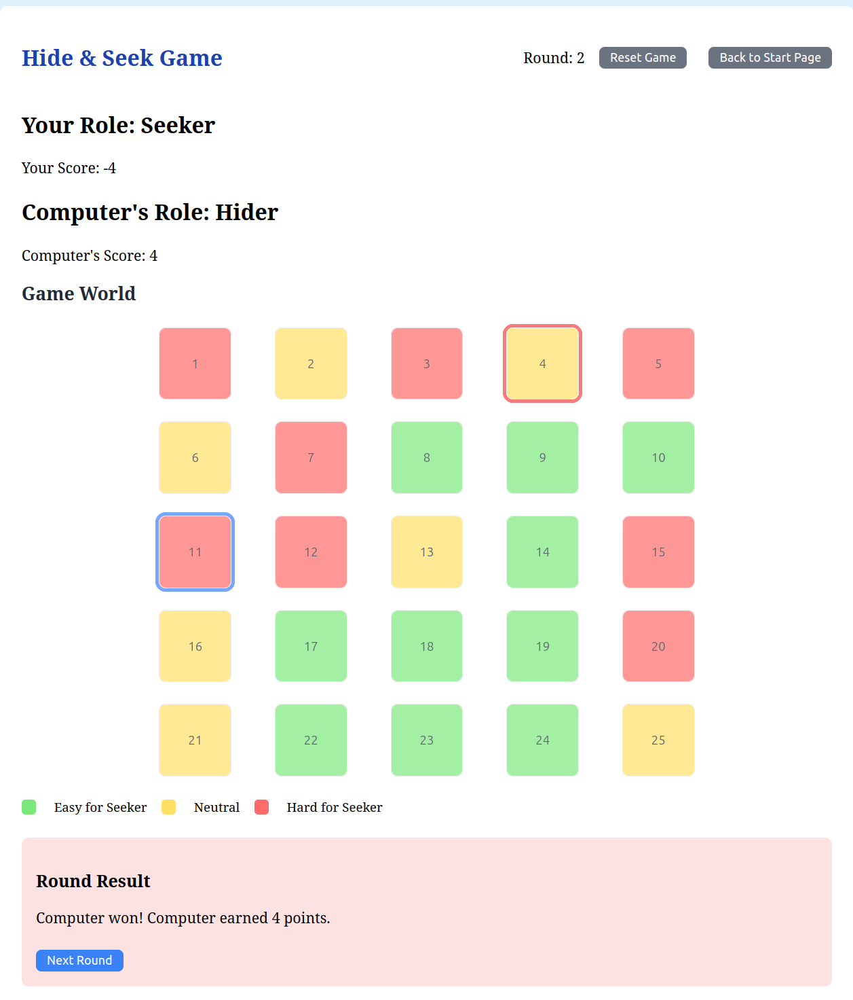 Hide & Seek Game
Round: 2
Reset Game
Back to Start Page
Your Role: Seeker
Your Score: -4
Computer's Role: Hider
Computer's Score: 4
Game World
1 2 3 4 5
6 7 8 9 10
11 12 13 14 15
16 17 18 19 20
21 22 23 24 25
Easy for Seeker Neutral Hard for Seeker
Round Result
Computer won! Computer earned 4 points.
Next Round